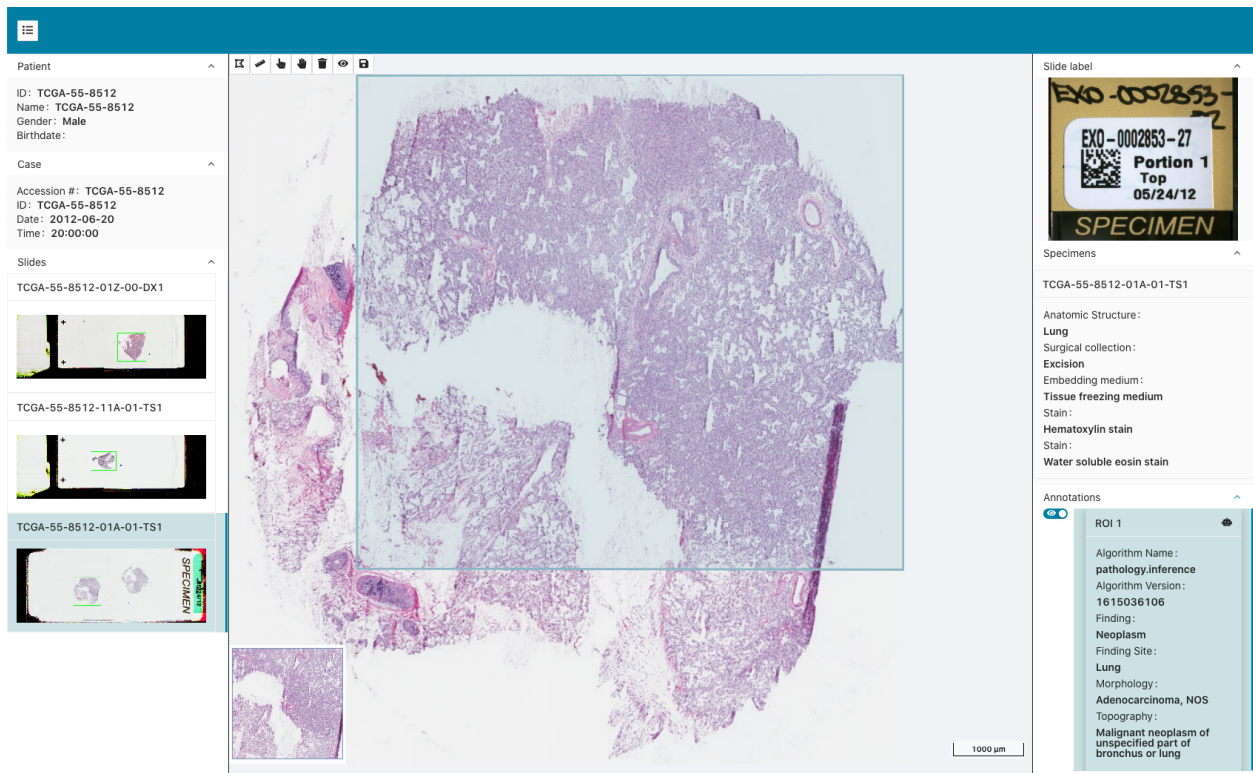 Patient
ID: TCGA-55-8512
Name: TCGA-55-8512
Gender: Male
Birthdate:
Case
Accession #: TCGA-55-8512
ID: TCGA-55-8512
Date: 2012-06-20
Time: 20:00:00
Slides
TCGA-55-8512-01Z-00-DX1
TCGA-55-8512-11A-01-TS1
TCGA-55-8512-01A-01-TS1
SPECIMEN
1000 µm
Slide label
EXO-0002853-
EXO-0002853-27
Portion 1
Top
05/24/12
SPECIMEN
Specimens
TCGA-55-8512-01A-01-TS1
Anatomic Structure:
Lung
Surgical collection:
Excision
Embedding medium:
Tissue freezing medium
Stain:
Hematoxylin stain
Stain:
Water soluble eosin stain
Annotations
ROI 1
Algorithm Name:
pathology.inference
Algorithm Version:
1615036106
Finding:
Neoplasm
Finding Site:
Lung
Morphology:
Adenocarcinoma, NOS
Topography:
Malignant neoplasm of
unspecified part of
bronchus or lung